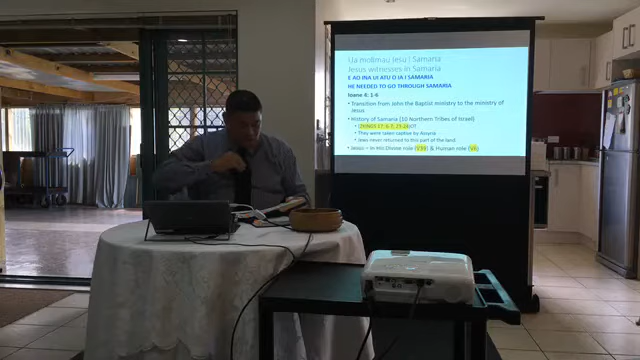 Ua molimau Iesu i Samaria
Jesus witnesses in Samaria
E AO INA UI ATU O IA I SAMARIA
HE NEEDED TO GO THROUGH SAMARIA
Ioane 4: 1-6
• Transition from John the Baptist ministry to the ministry of
Jesus
• History of Samaria (10 Northern Tribes of Israel)
• They were taken captive by Assyria
• Jews never returned to this part of the land
• Jesus – in His Divine role & Human role